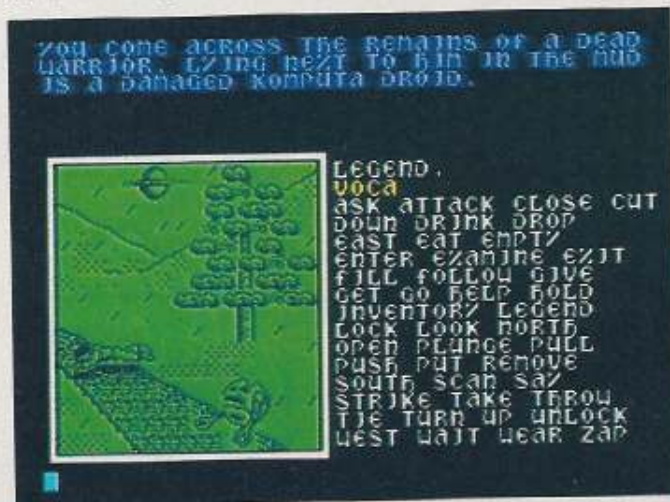 YOU COME ACROSS THE REMAINS OF A DEAD
WARRIOR. LYING NEXT TO HIM IN THE MUD
IS A DAMAGED KOMPUTA DROID.
LEGEND.
VOCA
ASK ATTACK CLOSE CUT
DOWN DRINK DROP
EAST EAT EMPTY
ENTER EXAMINE EXIT
FILL FOLLOW GIVE
GET GO HELP HOLD
INVENTORY LEGEND
LOCK LOOK NORTH
OPEN PLUNGE PULL
PUSH PUT REMOVE
SOUTH SCAN SAY
STRIKE TAKE THROW
TIE TURN UP UNLOCK
WEST WAIT WEAR ZAP